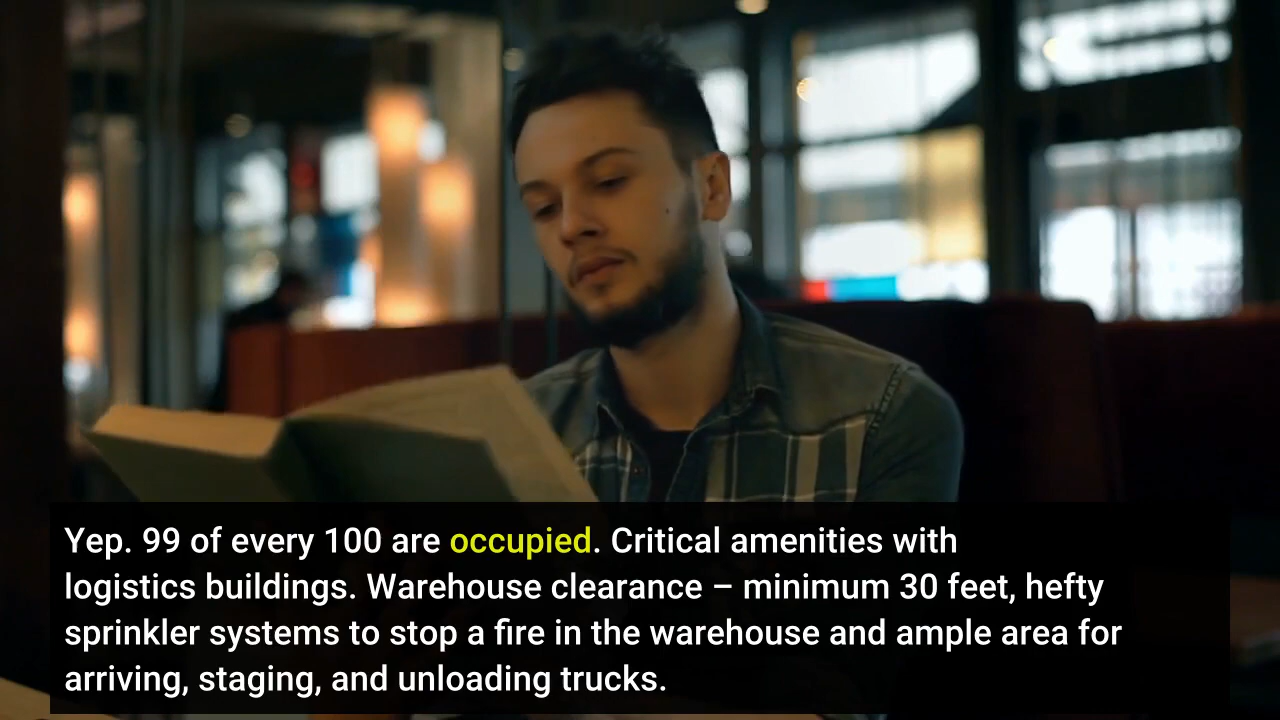 Yep. 99 of every 100 are occupied. Critical amenities with
logistics buildings. Warehouse clearance – minimum 30 feet, hefty
sprinkler systems to stop a fire in the warehouse and ample area for
arriving, staging, and unloading trucks.